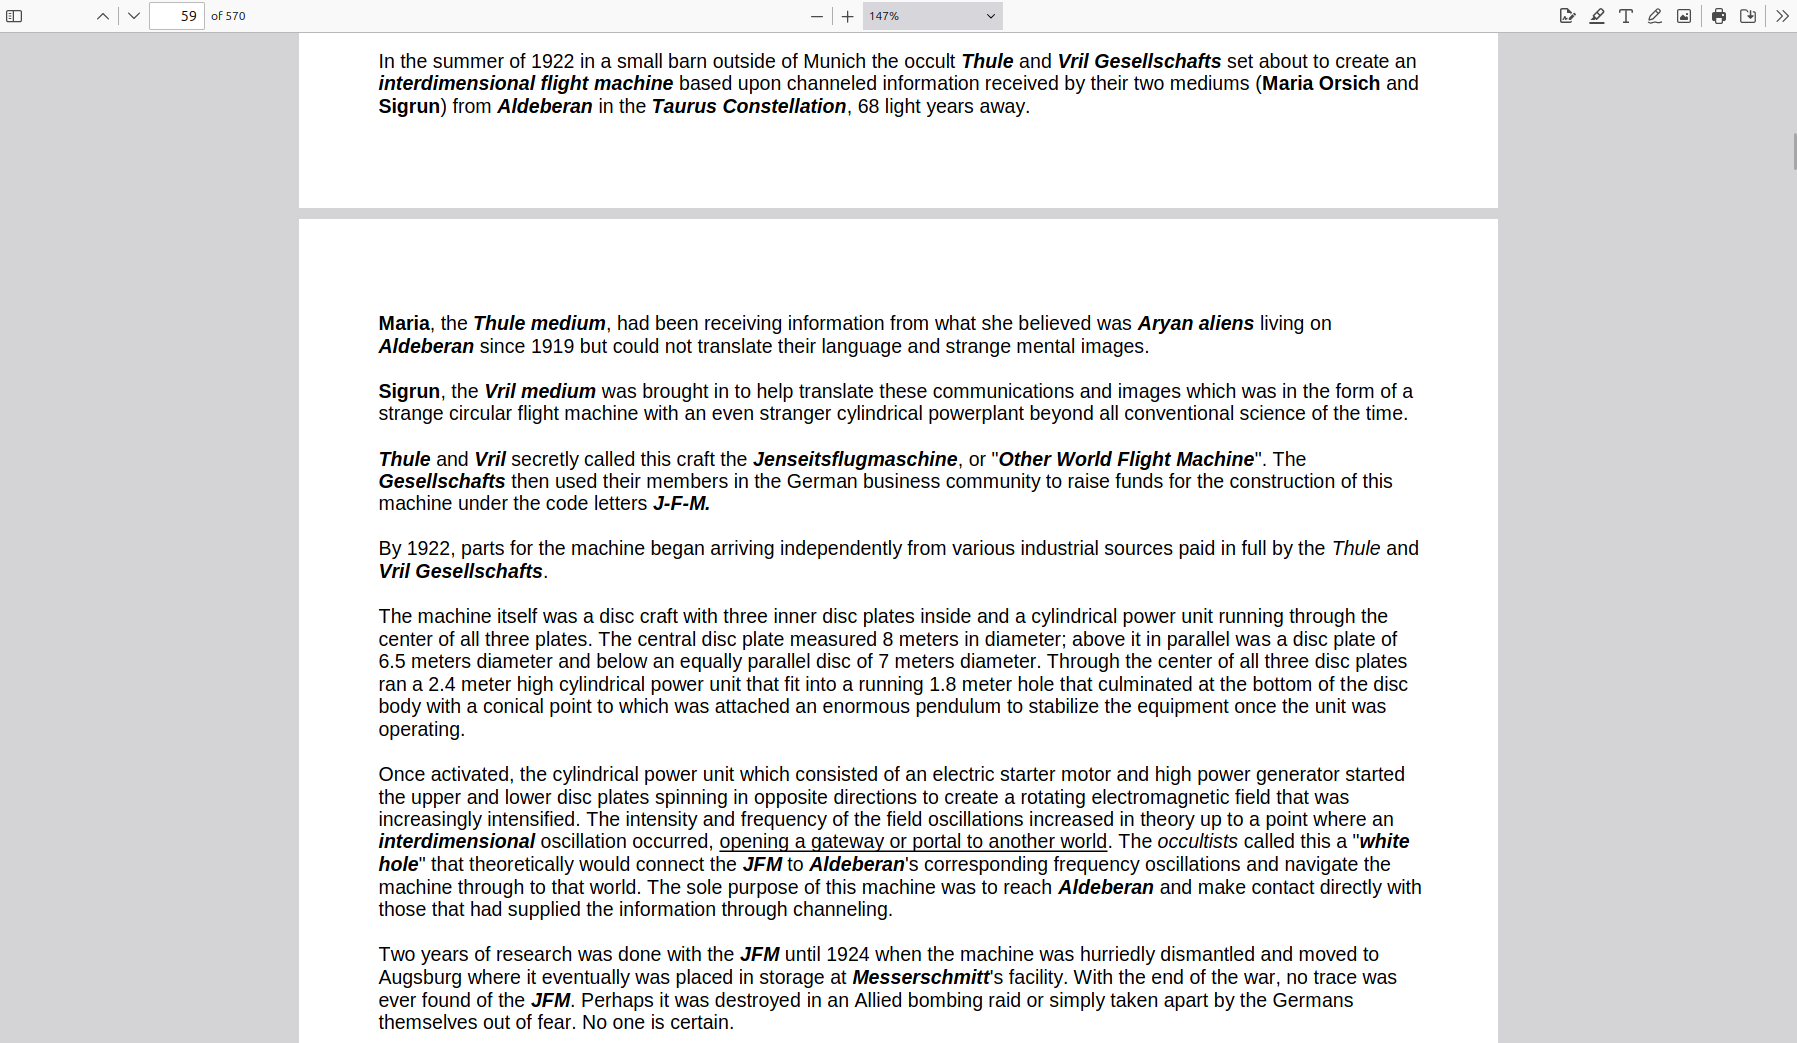 59 of 570 147%
In the summer of 1922 in a small barn outside of Munich the occult Thule and Vril Gesellschafts set about to create an
interdimensional flight machine based upon channeled information received by their two mediums (Maria Orsich and
Sigrun) from Aldeberan in the Taurus Constellation, 68 light years away.
Maria, the Thule medium, had been receiving information from what she believed was Aryan aliens living on
Aldeberan since 1919 but could not translate their language and strange mental images.
Sigrun, the Vril medium was brought in to help translate these communications and images which was in the form of a
strange circular flight machine with an even stranger cylindrical powerplant beyond all conventional science of the time.
Thule and Vril secretly called this craft the Jenseitsflugmaschine, or "Other World Flight Machine". The
Gesellschafts then used their members in the German business community to raise funds for the construction of this
machine under the code letters J-F-M.
By 1922, parts for the machine began arriving independently from various industrial sources paid in full by the Thule and
Vril Gesellschafts.
The machine itself was a disc craft with three inner disc plates inside and a cylindrical power unit running through the
center of all three plates. The central disc plate measured 8 meters in diameter; above it in parallel was a disc plate of
6.5 meters diameter and below an equally parallel disc of 7 meters diameter. Through the center of all three disc plates
ran a 2.4 meter high cylindrical power unit that fit into a running 1.8 meter hole that culminated at the bottom of the disc
body with a conical point to which was attached an enormous pendulum to stabilize the equipment once the unit was
operating.
Once activated, the cylindrical power unit which consisted of an electric starter motor and high power generator started
the upper and lower disc plates spinning in opposite directions to create a rotating electromagnetic field that was
increasingly intensified. The intensity and frequency of the field oscillations increased in theory up to a point where an
interdimensional oscillation occurred, opening a gateway or portal to another world. The occultists called this a "white
hole" that theoretically would connect the JFM to Aldeberan's corresponding frequency oscillations and navigate the
machine through to that world. The sole purpose of this machine was to reach Aldeberan and make contact directly with
those that had supplied the information through channeling.
Two years of research was done with the JFM until 1924 when the machine was hurriedly dismantled and moved to
Augsburg where it eventually was placed in storage at Messerschmitt's facility. With the end of the war, no trace was
ever found of the JFM. Perhaps it was destroyed in an Allied bombing raid or simply taken apart by the Germans
themselves out of fear. No one is certain.